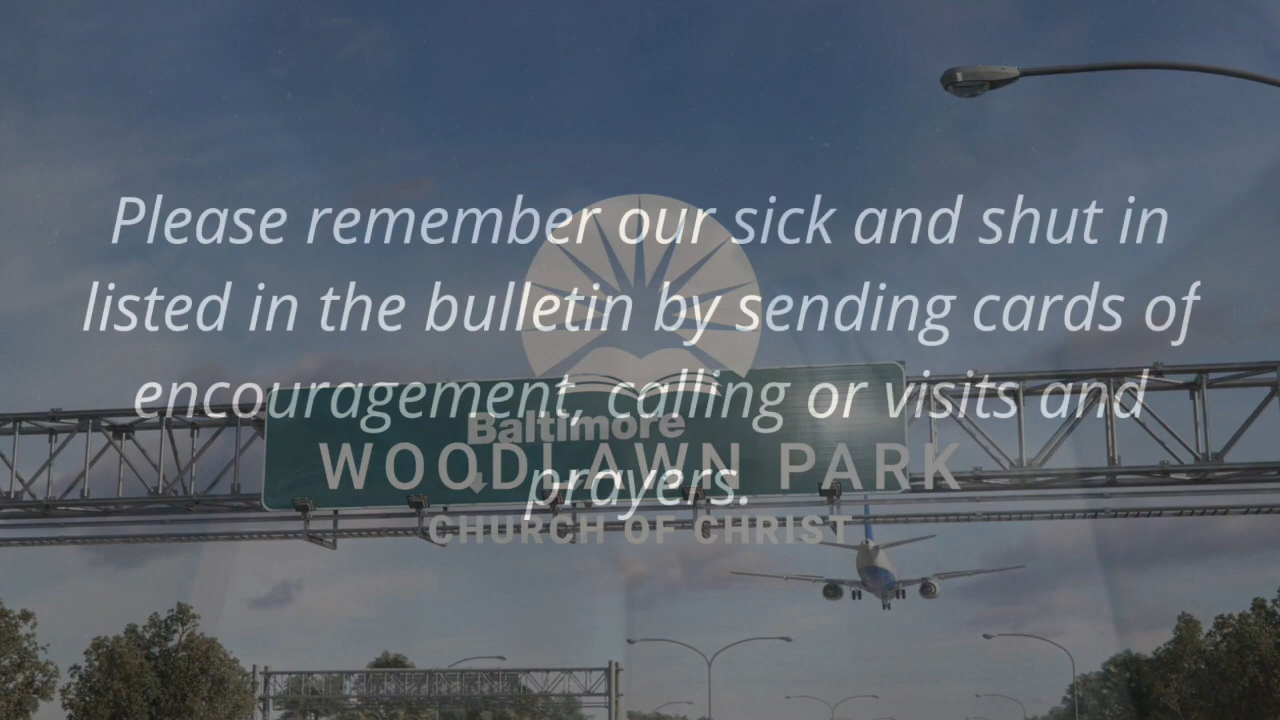 Please remember our sick and shut in
listed in the bulletin by sending cards of
encouragement, calling or visits and
prayers.
Baltimore
WOODLAWN PARK
CHURCH OF CHRIST